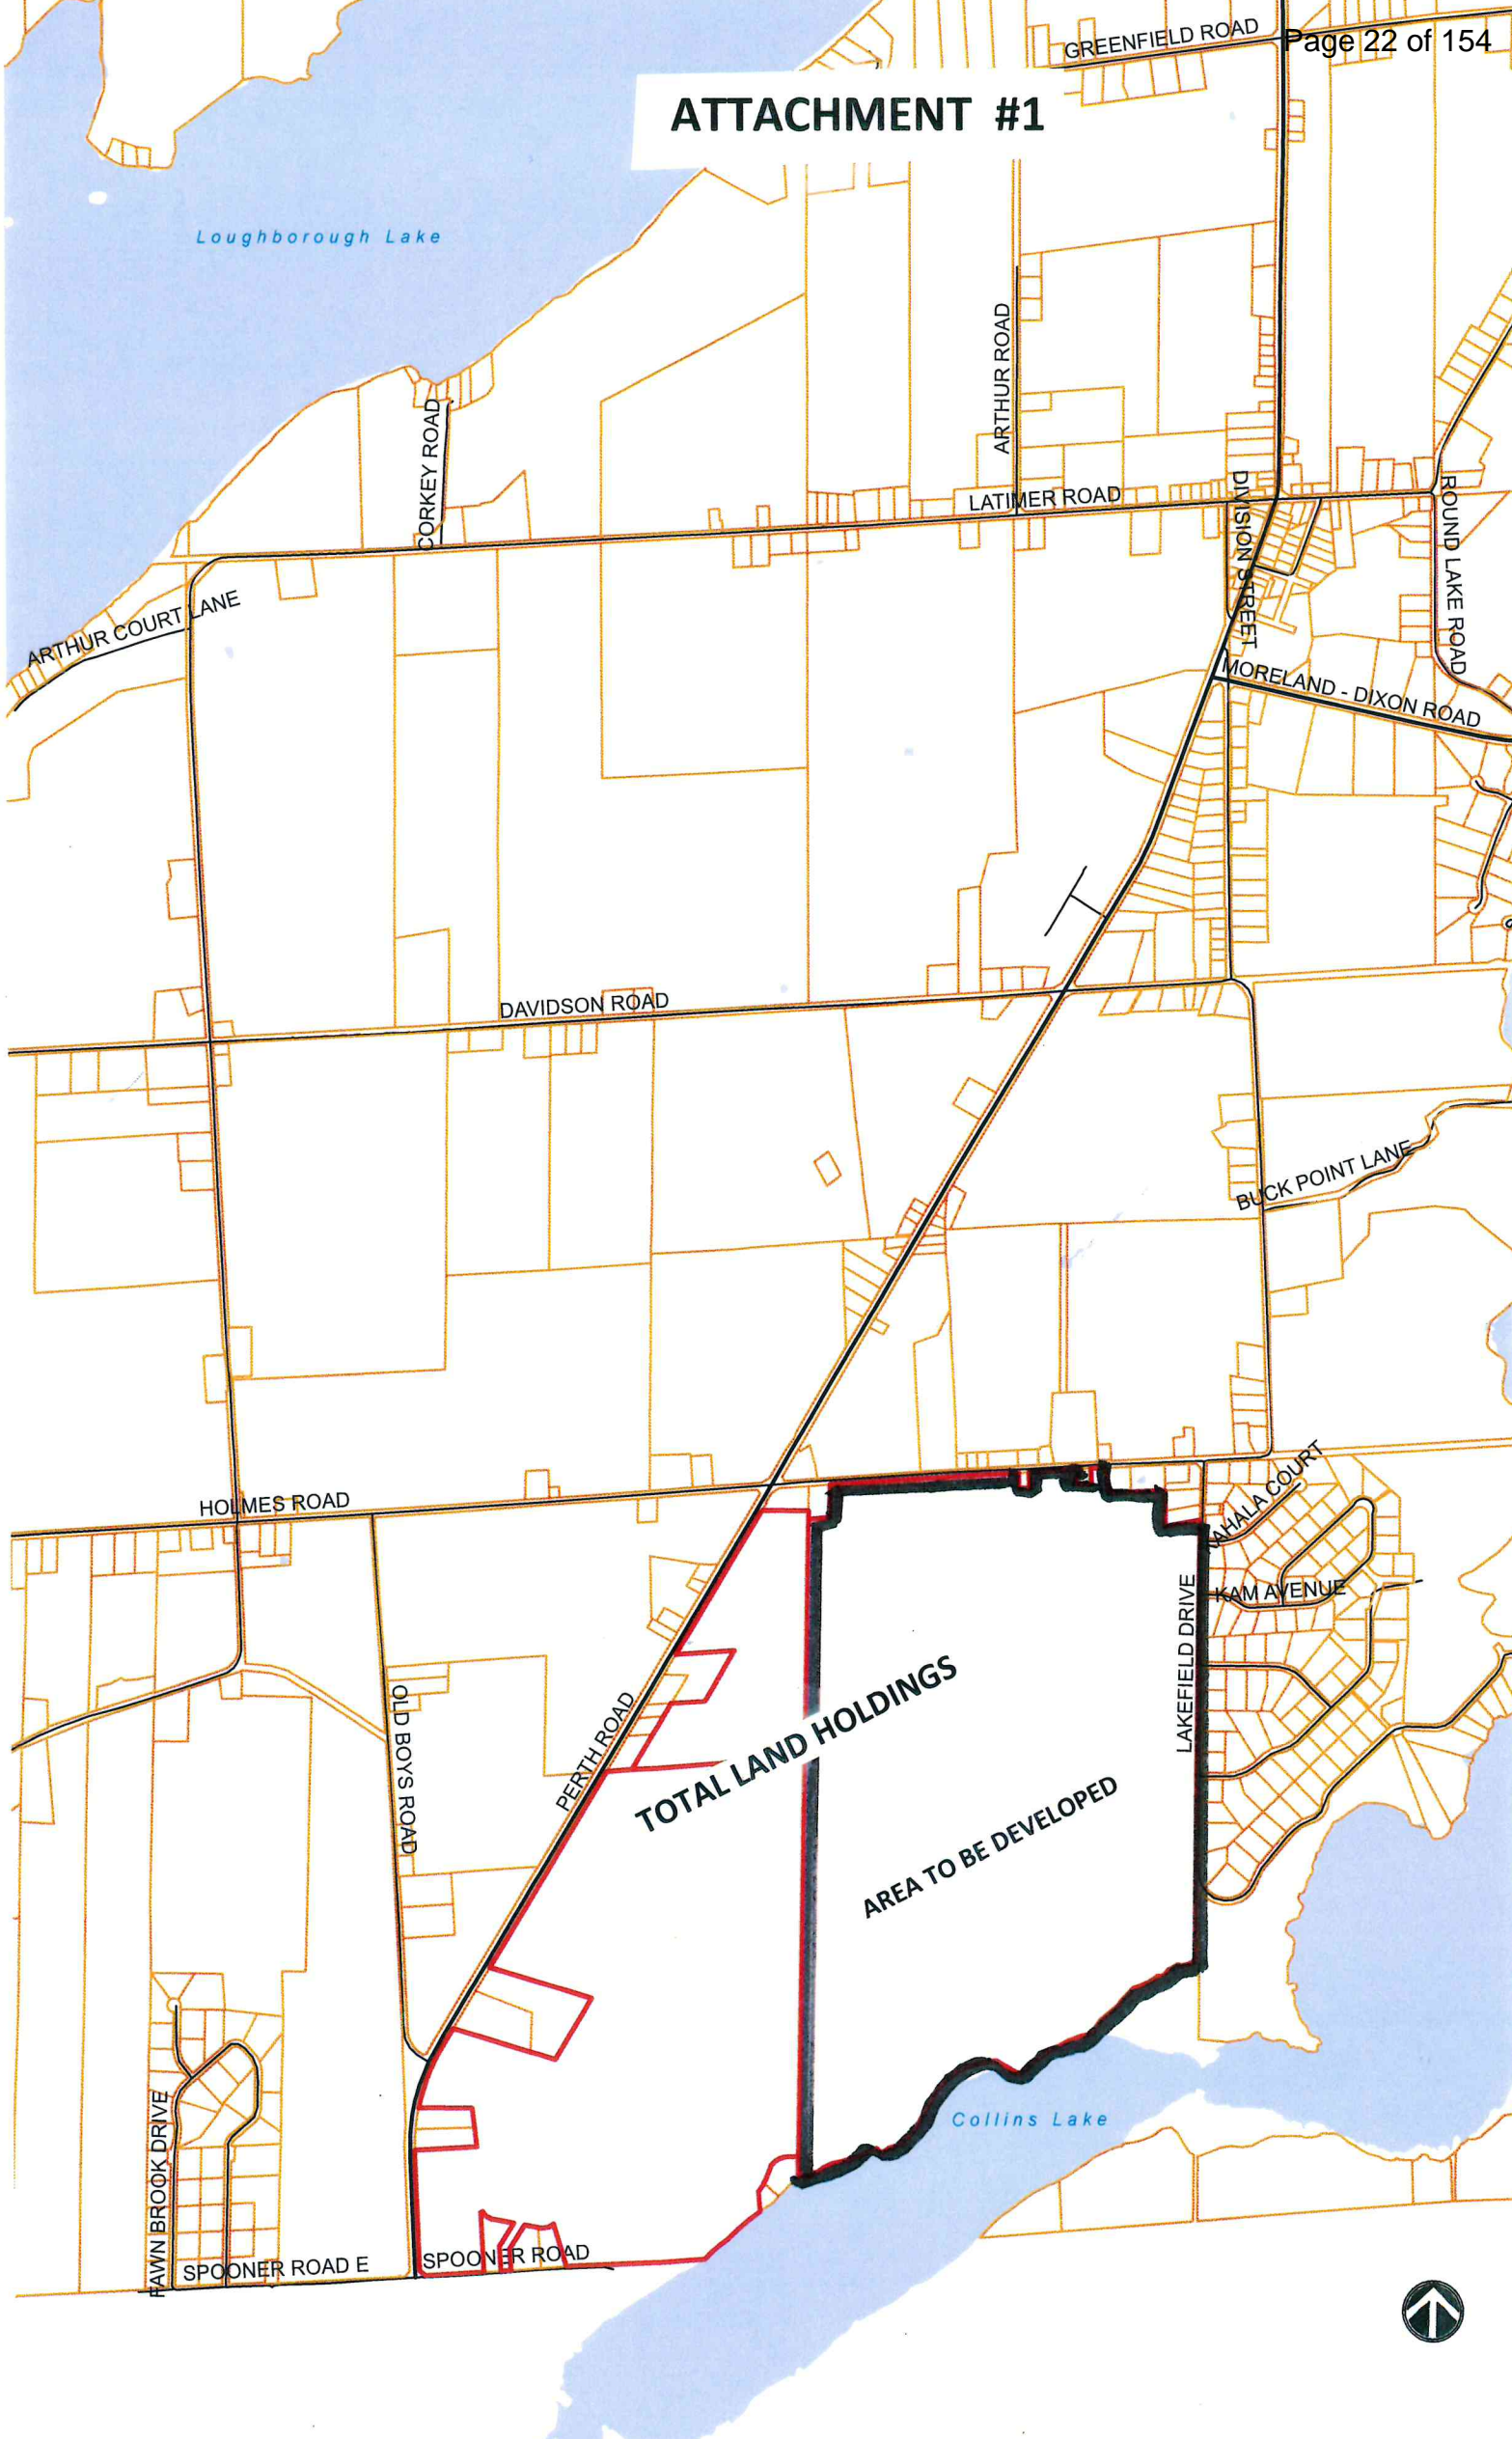 GREENFIELD ROAD
Page 22 of 154
ATTACHMENT #1
Loughborough Lake
ARTHUR ROAD
CORKEY ROAD
LATIMER ROAD
DIVISION STREET
ROUND LAKE ROAD
ARTHUR COURT LANE
MORELAND - DIXON ROAD
DAVIDSON ROAD
BUCK POINT LANE
HOLMES ROAD
KAHALA COURT
KAM AVENUE
LAKEFIELD DRIVE
OLD BOYS ROAD
PERTH ROAD
TOTAL LAND HOLDINGS
AREA TO BE DEVELOPED
Collins Lake
FAWN BROOK DRIVE
SPOONER ROAD E
SPOONER ROAD